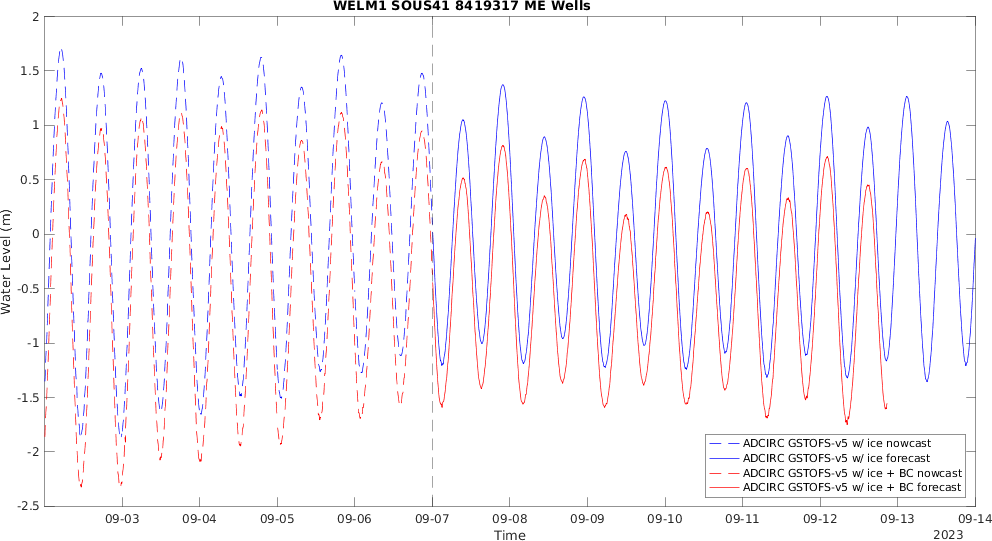 WELM1 SOUS41 8419317 ME Wells
2
1.5
1
0.5
0
-0.5
-1
-1.5
-2
-2.5
Water Level (m)
ADCIRC GSTOFS-v5 w/ ice nowcast
ADCIRC GSTOFS-v5 w/ ice forecast
ADCIRC GSTOFS-v5 w/ ice + BC nowcast
ADCIRC GSTOFS-v5 w/ ice + BC forecast
09-03 09-04 09-05 09-06 09-07 09-08 09-09 09-10 09-11 09-12 09-13 09-14
Time
2023